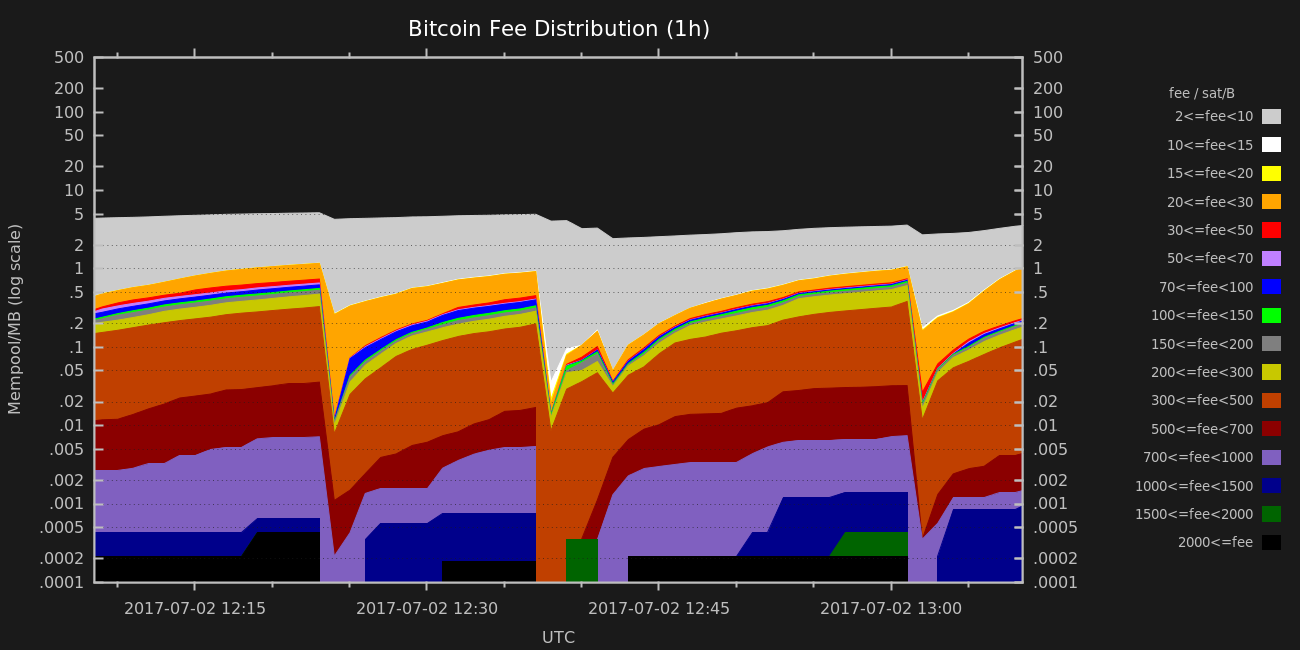 Bitcoin Fee Distribution (1h)
500 500
200 200
100 100
50 50
20 20
10 10
5 5
2 2
1 1
.5 .5
.2 .2
.1 .1
.05 .05
.02 .02
.01 .01
.005 .005
.002 .002
.001 .001
.0005 .0005
.0002 .0002
.0001 .0001
Mempool/MB (log scale)
2017-07-02 12:15 2017-07-02 12:30 2017-07-02 12:45 2017-07-02 13:00
UTC
fee / sat/B
2<=fee<10
10<=fee<15
15<=fee<20
20<=fee<30
30<=fee<50
50<=fee<70
70<=fee<100
100<=fee<150
150<=fee<200
200<=fee<300
300<=fee<500
500<=fee<700
700<=fee<1000
1000<=fee<1500
1500<=fee<2000
2000<=fee